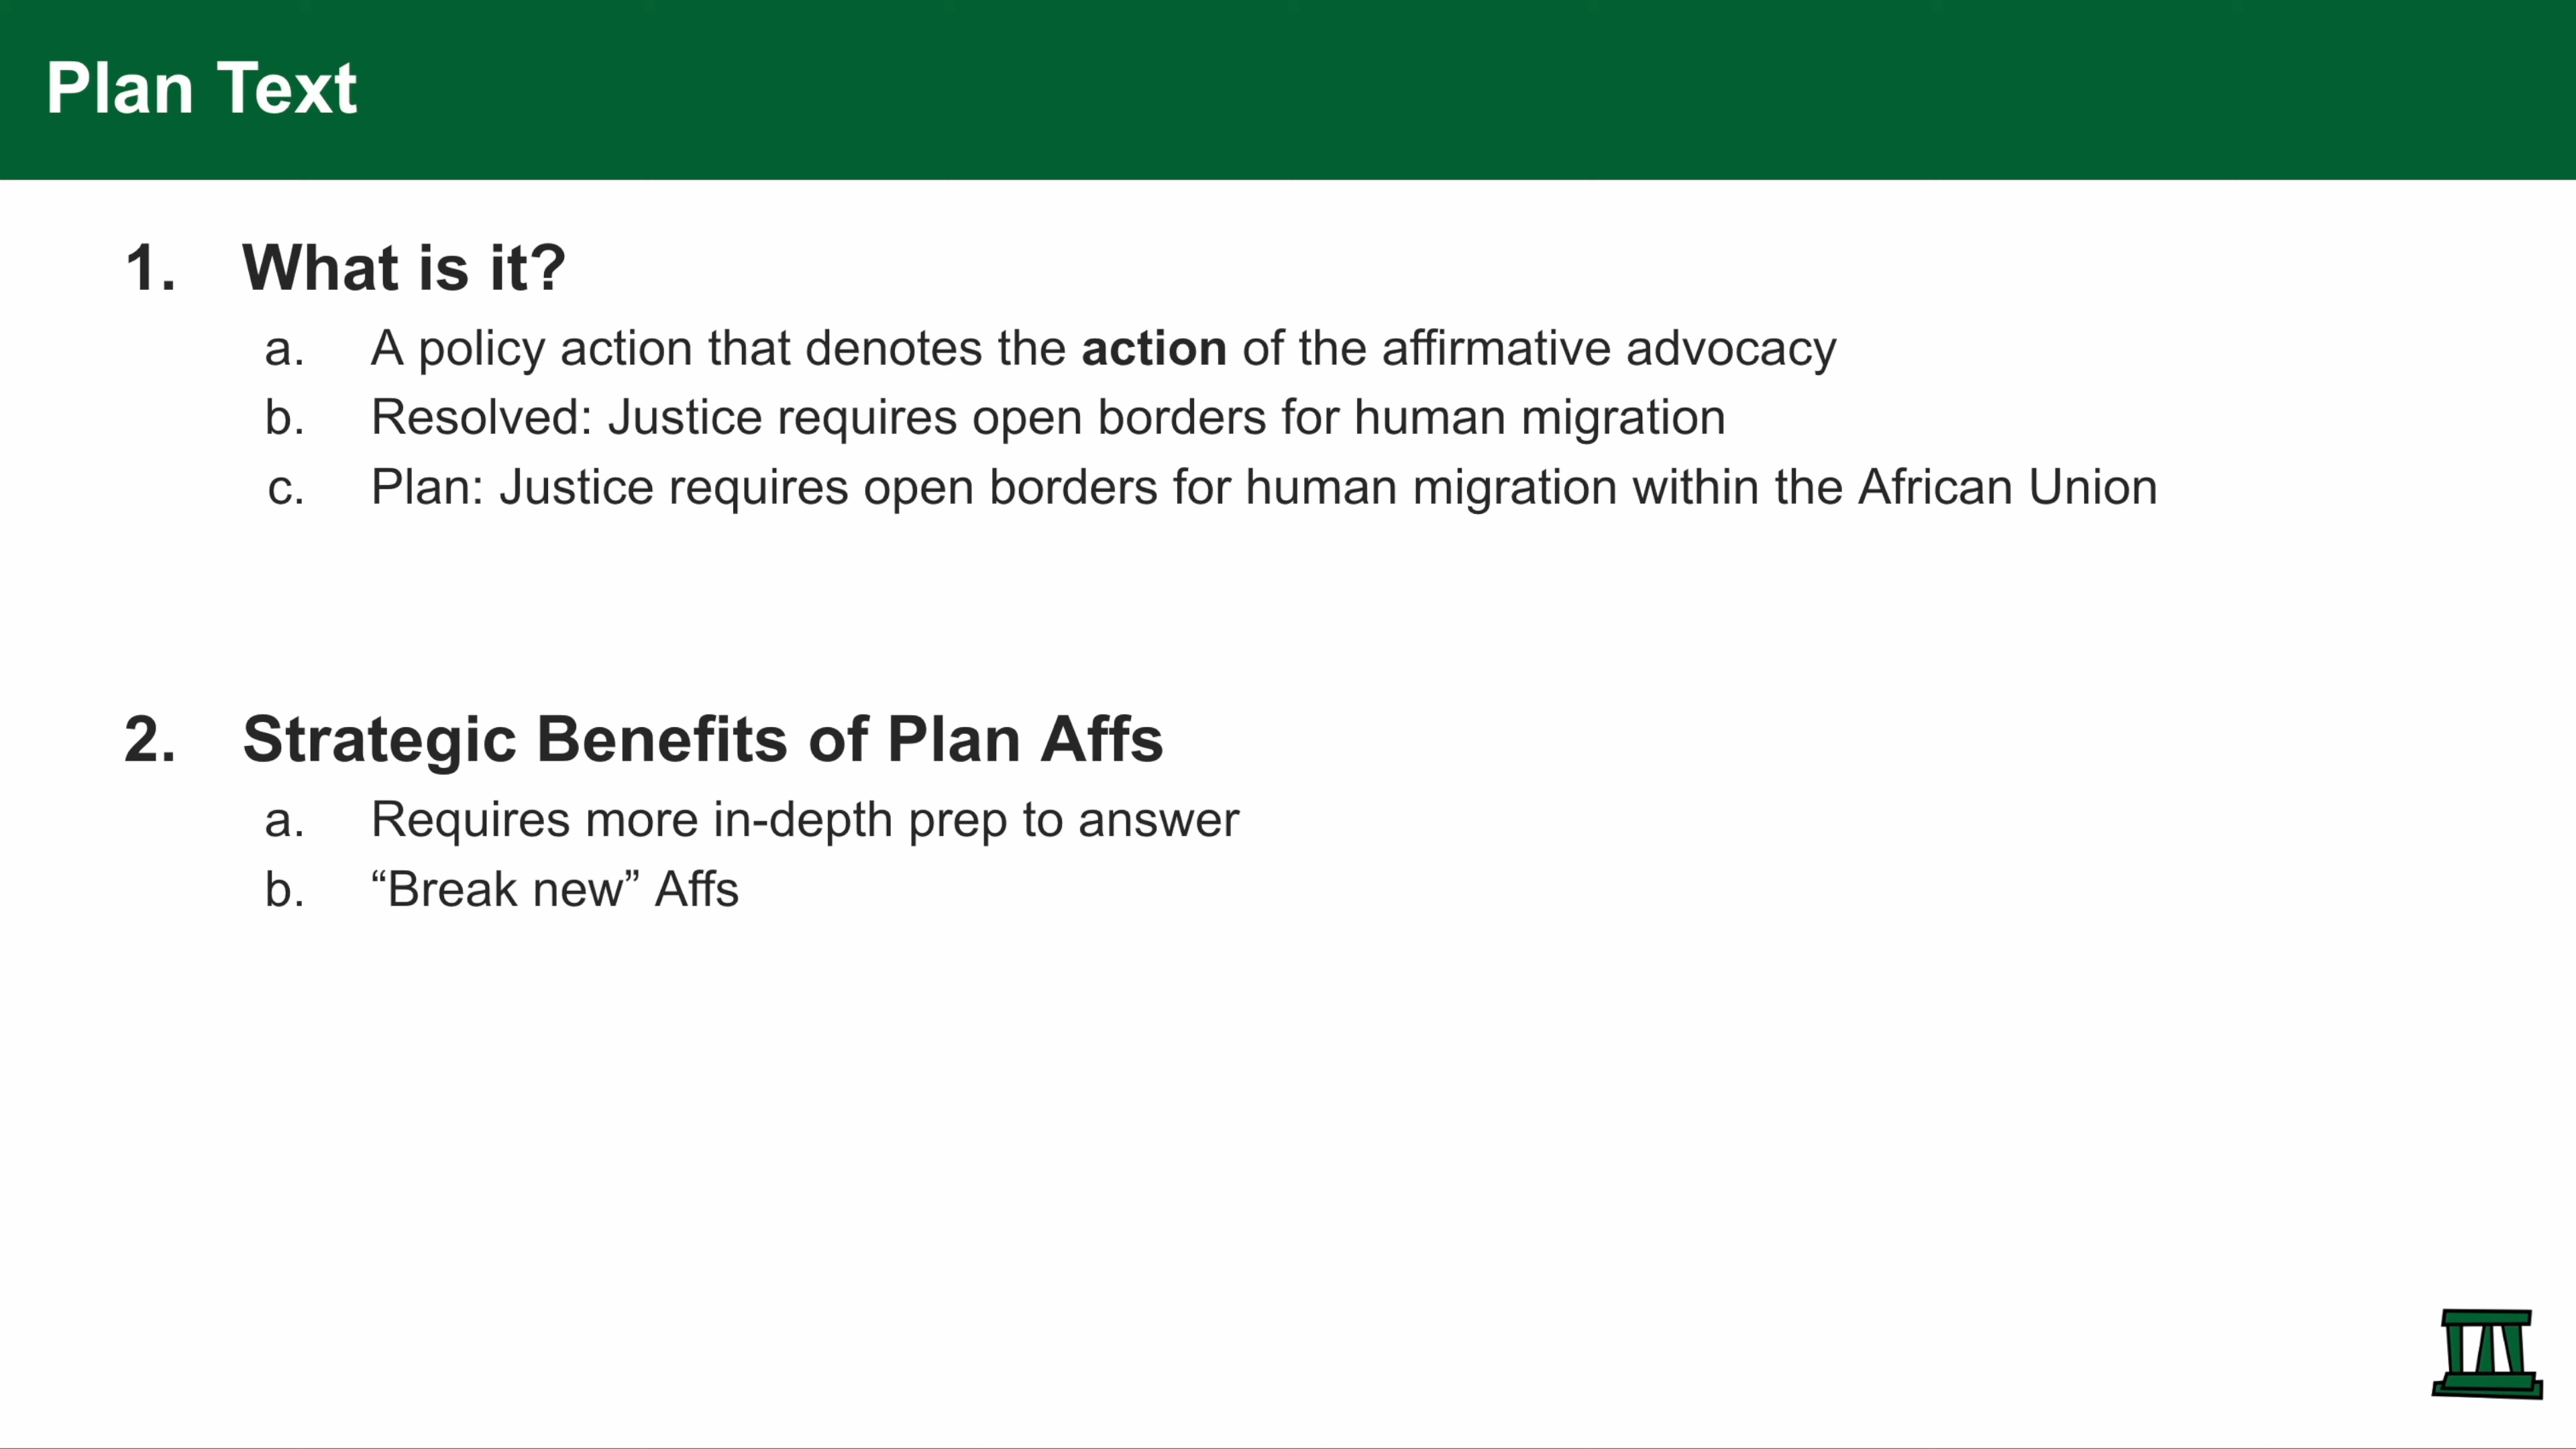 Plan Text
1. What is it?
a. A policy action that denotes the action of the affirmative advocacy
b. Resolved: Justice requires open borders for human migration
c. Plan: Justice requires open borders for human migration within the African Union
2. Strategic Benefits of Plan Affs
a. Requires more in-depth prep to answer
b. “Break new” Affs